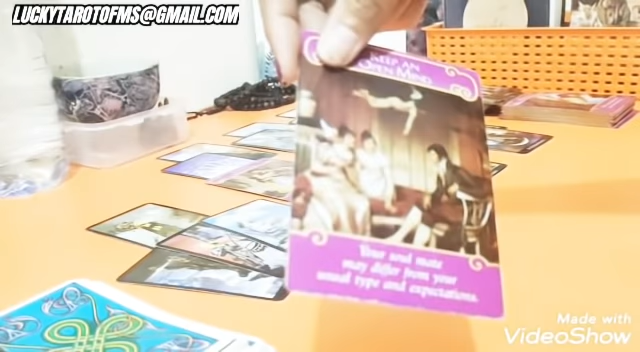 LUCKYTAROTOFMS@GMAIL.COM
KEEP AN
OPEN MIND
Your soul mate
may differ from your
usual type and expectations.
Made with
VideoShow